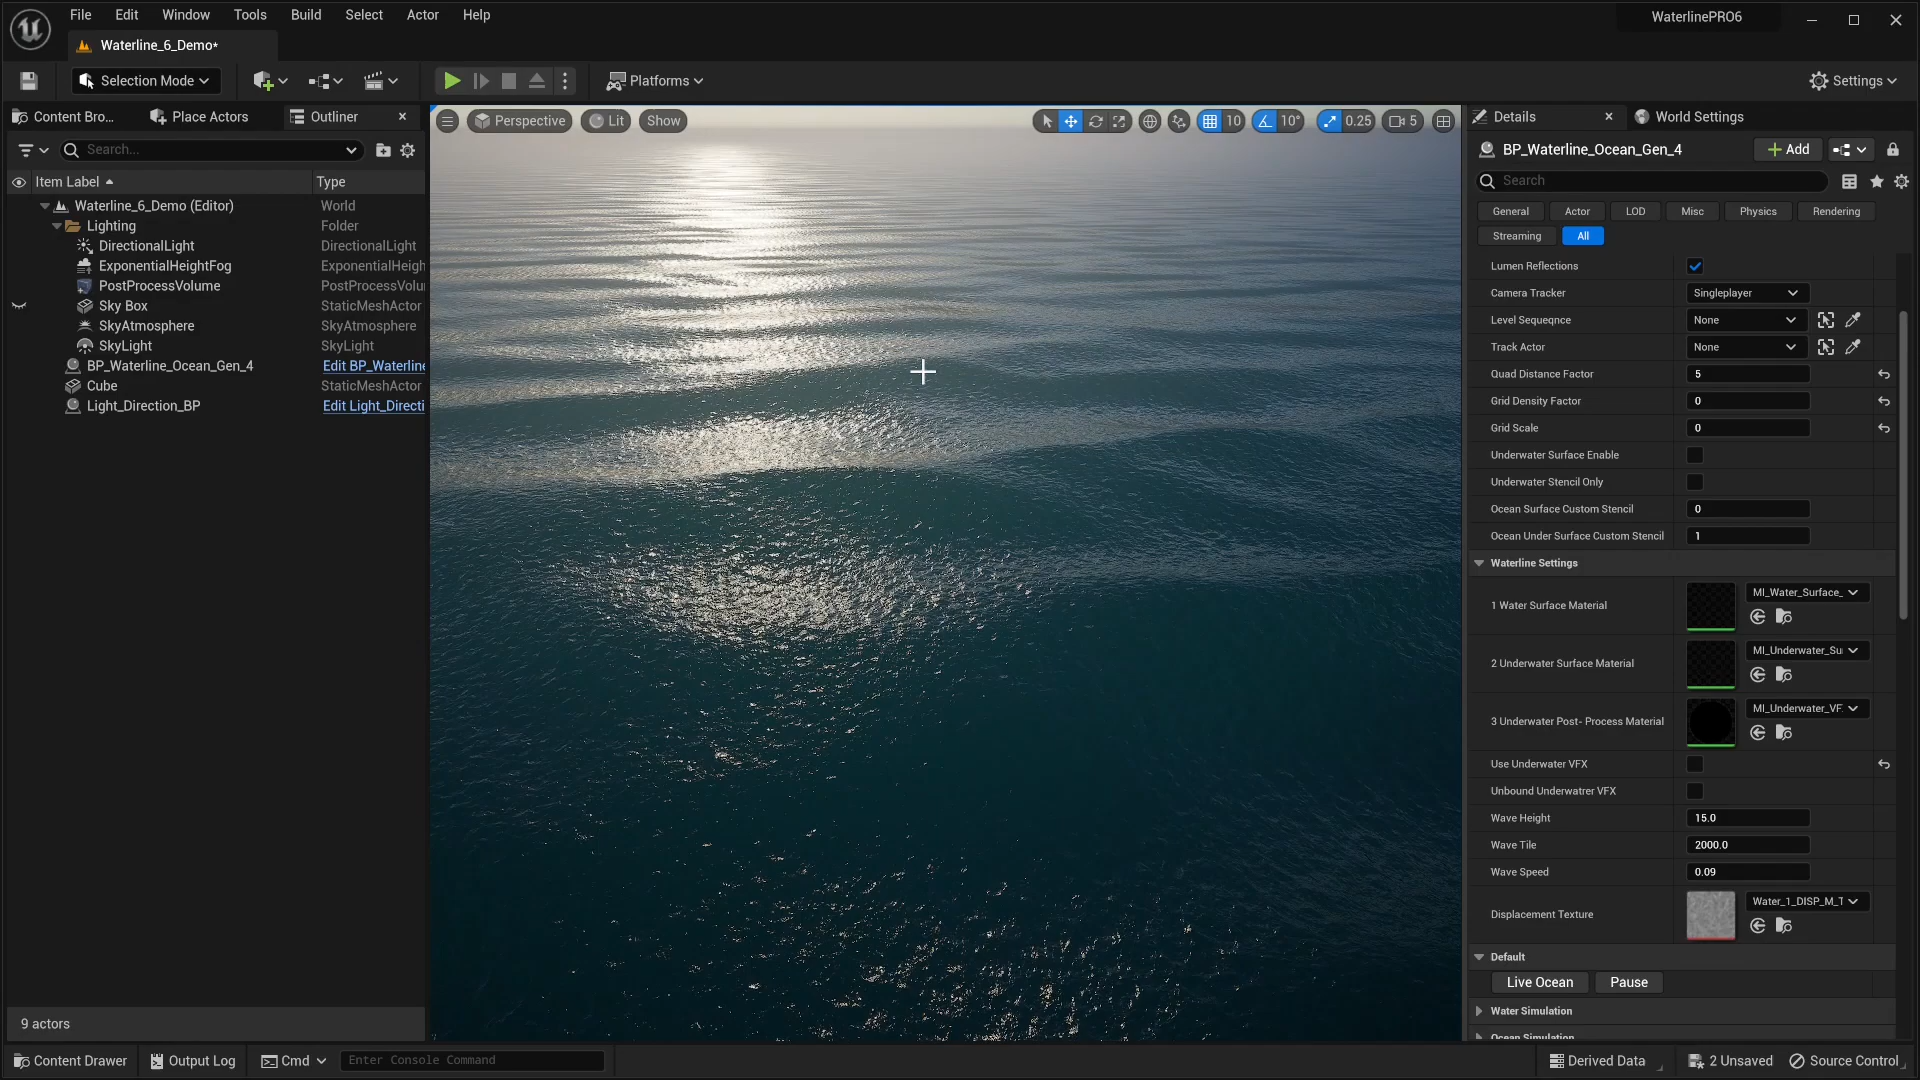 File Edit Window Tools Build Select Actor Help
WaterlinePRO6
Waterline_6_Demo*
Selection Mode
Platforms
Settings
Content Bro...
Place Actors
Outliner
Search...
Item Label
Type
Waterline_6_Demo (Editor)
World
Lighting
Folder
DirectionalLight
DirectionalLight
ExponentialHeightFog
ExponentialHeigh
PostProcessVolume
PostProcessVolu
Sky Box
StaticMeshActor
SkyAtmosphere
SkyAtmosphere
SkyLight
SkyLight
BP_Waterline_Ocean_Gen_4
Edit BP_Waterline
Cube
StaticMeshActor
Light_Direction_BP
Edit Light_Directi
9 actors
Perspective
Lit
Show
10
10°
0.25
5
Details
World Settings
BP_Waterline_Ocean_Gen_4
Add
Search
General
Actor
LOD
Misc
Physics
Rendering
Streaming
All
Lumen Reflections
Camera Tracker
Singleplayer
Level Sequeqnce
None
Track Actor
None
Quad Distance Factor
5
Grid Density Factor
0
Grid Scale
0
Underwater Surface Enable
Underwater Stencil Only
Ocean Surface Custom Stencil
0
Ocean Under Surface Custom Stencil
1
Waterline Settings
1 Water Surface Material
MI_Water_Surface_
2 Underwater Surface Material
MI_Underwater_Su
3 Underwater Post- Process Material
MI_Underwater_VF
Use Underwater VFX
Unbound Underwatrer VFX
Wave Height
15.0
Wave Tile
2000.0
Wave Speed
0.09
Displacement Texture
Water_1_DISP_M_T
Default
Live Ocean
Pause
Water Simulation
Ocean Simulation
Content Drawer
Output Log
Cmd
Enter Console Command
Derived Data
2 Unsaved
Source Control